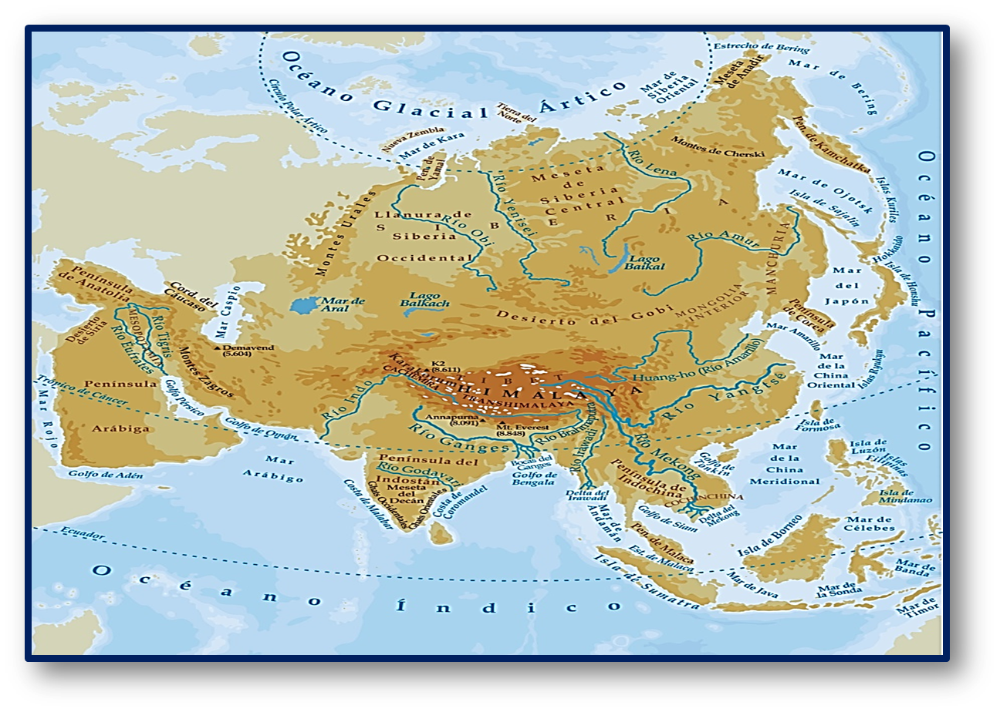 Estrecho de Bering
Mar de Bering
Océano Glacial Ártico
Círculo Polar Ártico
Mar de
Siberia
Oriental
Meseta
de Anadir
Tierra del
Norte
Nueva Zembla
Mar de Kara
Pen. de
Yamal
Montes de Cherski
Pen. de Kamchatka
Océano Pacífico
Río Lena
Meseta
de
Siberia
Central
Río Yenisei
Mar de Ojotsk
Isla de Sajalin
Islas Kuriles
Montes Urales
Llanura de
Siberia
Occidental
SIBERIA
Río Obi
Río Amur
MANCHURIA
Lago
Baikal
Hokkaido
Isla de Honshu
Mar
del
Japón
Península
de Anatolia
Cord. del
Cáucaso
Mar Caspio
Mar de
Aral
Lago
Balkach
Desierto del Gobi
MONGOLIA
INTERIOR
Península
de Corea
Mar Amarillo
Desierto
de Siria
MESOPOTAMIA
Río Tigris
Río Eufrates
Montes Zagros
Demavend
(5.604)
K2
(8.611)
Karakorum
CACHEMIRA
TIBET
HIMALAYA
TRANSHIMALAYA
Huang-ho (Río Amarillo)
Mar
de la
China
Oriental
Islas Ryukyu
Río Yangtse
Trópico de Cáncer
Península
Arábiga
Golfo Pérsico
Mar Rojo
Golfo de Omán
Río Indo
Annapurna
(8.091)
Mt. Everest
(8.848)
Río Ganges
Río Brahmaputra
Río Irawadi
Río Mekong
Isla de
Formosa
Golfo de Adén
Mar
Arábigo
Península del
Indostán
Río Godavari
Meseta
del
Decán
Ghats Occidentales
Ghats Orientales
Costa de Malabar
Costa de
Coromandel
Bocas del
Ganges
Golfo de
Bengala
Delta del
Irawadi
Mar de
Andamán
Península de
Indochina
Golfo de
Tonkin
COCHINCHINA
Delta del
Mekong
Golfo de Siam
Mar
de la
China
Meridional
Isla de
Luzón
Islas
Filipinas
Isla de
Mindanao
Mar de
Célebes
Isla de Borneo
Pen. de Malaca
Est. de Malaca
Isla de Sumatra
Mar de Java
Mar de
la Sonda
Mar de
Banda
Mar de
Timor
Ecuador
Océano Índico